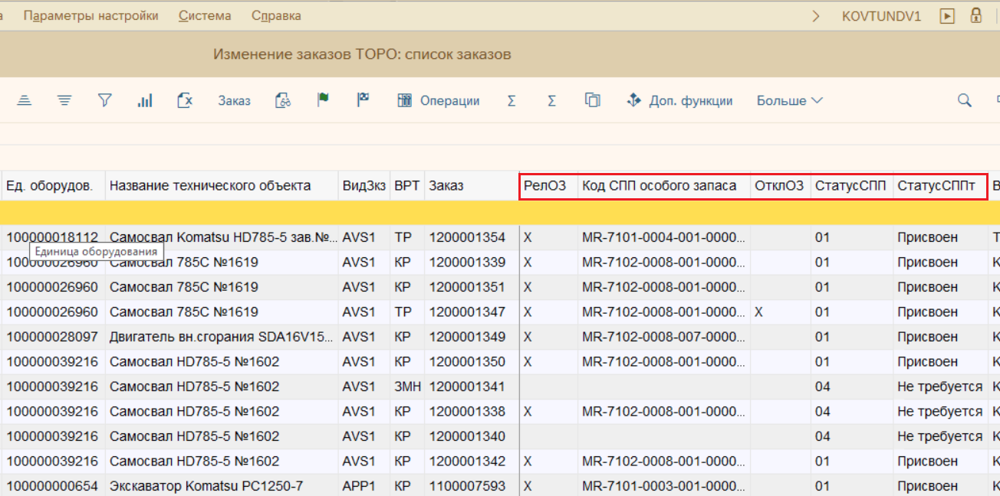 а Параметры настройки Система Справка KOVTUNDV1
Изменение заказов ТОРО: список заказов
Заказ Операции Σ Σ Доп. функции Больше
Ед. оборудов. Название технического объекта ВидЗкз ВРТ Заказ РелОЗ Код СПП особого запаса ОтклОЗ СтатусСПП СтатусСППт В
100000018112 Самосвал Komatsu HD785-5 зав.№... AVS1 ТР 1200001354 X MR-7101-0004-001-0000... 01 Присвоен Т
Единица оборудования
100000026960 Самосвал 785C №1619 AVS1 КР 1200001339 X MR-7102-0008-001-0000... 01 Присвоен К
100000026960 Самосвал 785C №1619 AVS1 КР 1200001351 X MR-7102-0008-001-0000... 01 Присвоен К
100000026960 Самосвал 785C №1619 AVS1 ТР 1200001347 X MR-7102-0008-001-0000... X 01 Присвоен К
100000028097 Двигатель вн.сгорания SDA16V15... AVS1 КР 1200001349 X MR-7102-0008-007-0000... 01 Присвоен К
100000039216 Самосвал HD785-5 №1602 AVS1 КР 1200001350 X MR-7102-0008-001-0000... 01 Присвоен К
100000039216 Самосвал HD785-5 №1602 AVS1 ЗМН 1200001341 04 Не требуется К
100000039216 Самосвал HD785-5 №1602 AVS1 КР 1200001338 X MR-7102-0008-001-0000... 04 Не требуется К
100000039216 Самосвал HD785-5 №1602 AVS1 КР 1200001340 04 Не требуется К
100000039216 Самосвал HD785-5 №1602 AVS1 КР 1200001342 X MR-7102-0008-001-0000... 01 Присвоен К
100000000654 Экскаватор Komatsu PC1250-7 APP1 КР 1100007593 X MR-7101-0003-001-0000... 01 Присвоен К